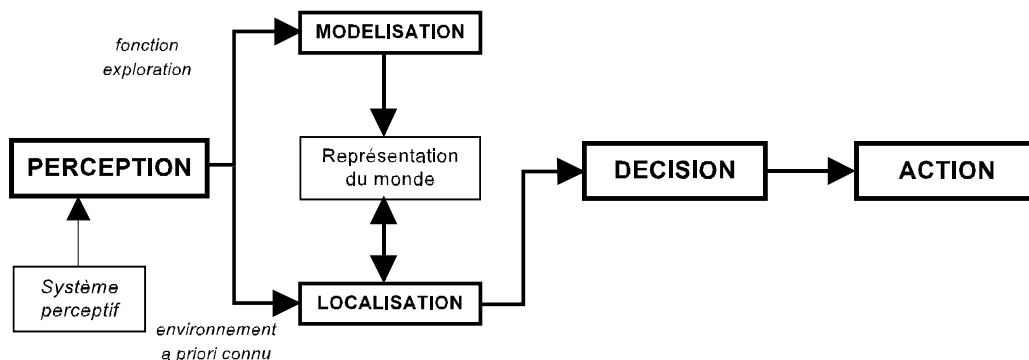 fonction
exploration
MODELISATION
PERCEPTION
Représentation
du monde
DECISION
ACTION
Système
perceptif
LOCALISATION
environnement
a priori connu